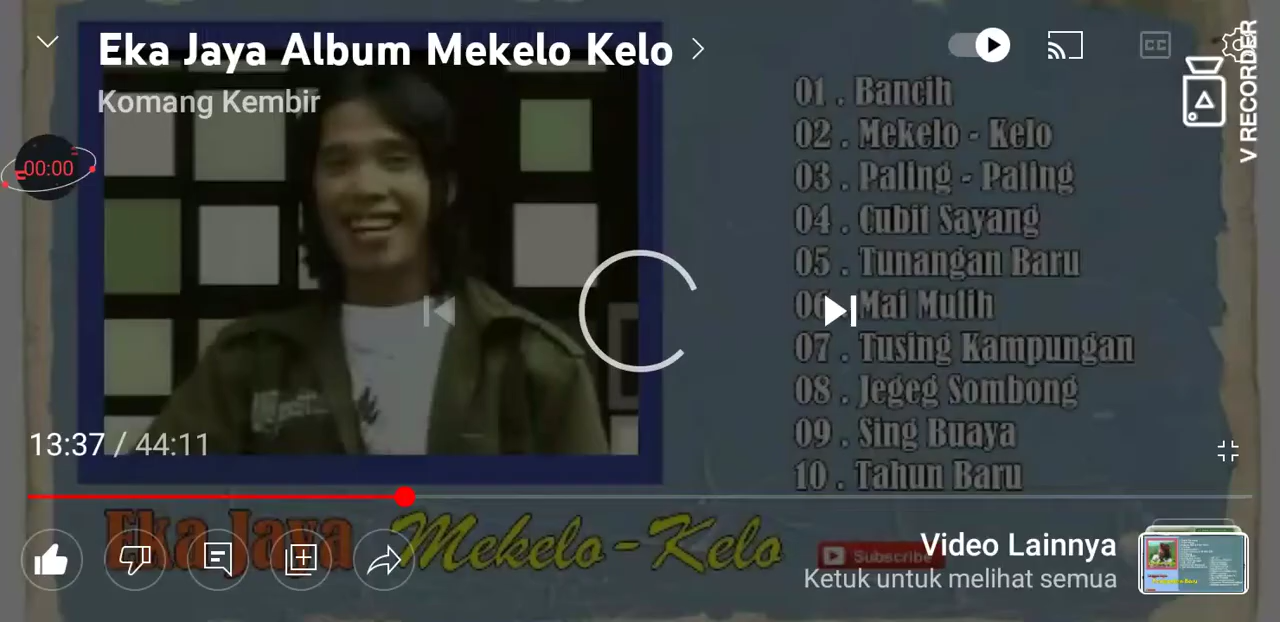 Eka Jaya Album Mekelo Kelo
Komang Kembir
CC
V RECORDER
00:00
01 . Bancih
02 . Mekelo - Kelo
03 . Paling - Paling
04 . Cubit Sayang
05 . Tunangan Baru
06 . Mai Mulih
07 . Tusing Kampungan
08 . Jegeg Sombong
09 . Sing Buaya
10 . Tahun Baru
13:37 / 44:11
Eka Jaya Mekelo-Kelo
Subscribe
Video Lainnya
Ketuk untuk melihat semua